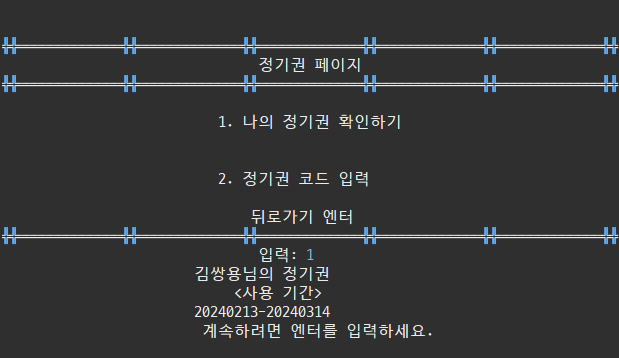 정기권 페이지
1. 나의 정기권 확인하기
2. 정기권 코드 입력
뒤로가기 엔터
입력: 1
김쌍용님의 정기권
<사용 기간>
20240213-20240314
계속하려면 엔터를 입력하세요.